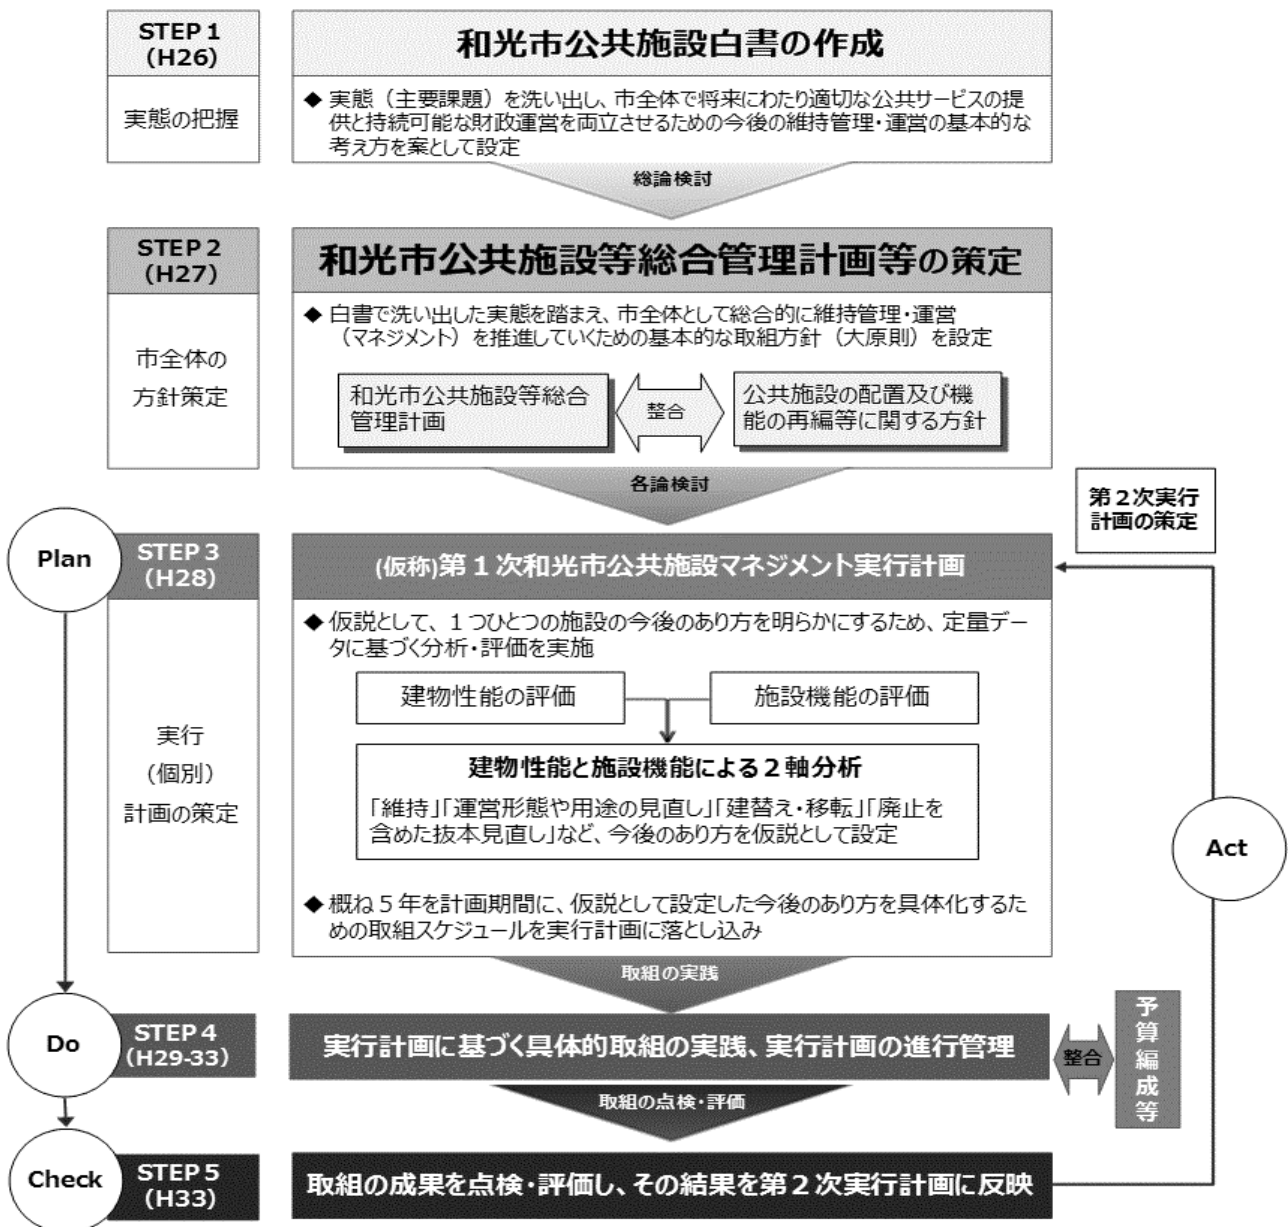 STEP 1
(H26)
実態の把握
和光市公共施設白書の作成
◆ 実態（主要課題）を洗い出し、市全体で将来にわたり適切な公共サービスの提
供と持続可能な財政運営を両立させるための今後の維持管理・運営の基本的な
考え方を案として設定
総論検討
STEP 2
(H27)
市全体の
方針策定
和光市公共施設等総合管理計画等の策定
◆ 白書で洗い出した実態を踏まえ、市全体として総合的に維持管理・運営
（マネジメント）を推進していくための基本的な取組方針（大原則）を設定
和光市公共施設等総合
管理計画
整合
公共施設の配置及び機
能の再編等に関する方針
各論検討
第２次実行
計画の策定
Plan
STEP 3
(H28)
実行
（個別）
計画の策定
(仮称)第１次和光市公共施設マネジメント実行計画
◆ 仮説として、１つひとつの施設の今後のあり方を明らかにするため、定量デー
タに基づく分析・評価を実施
建物性能の評価
施設機能の評価
建物性能と施設機能による２軸分析
「維持」「運営形態や用途の見直し」「建替え・移転」「廃止を
含めた抜本見直し」など、今後のあり方を仮説として設定
◆ 概ね５年を計画期間に、仮説として設定した今後のあり方を具体化するた
めの取組スケジュールを実行計画に落とし込み
Act
取組の実践
Do
STEP 4
(H29-33)
実行計画に基づく具体的取組の実践、実行計画の進行管理
整合
予算編成等
取組の点検・評価
Check
STEP 5
(H33)
取組の成果を点検・評価し、その結果を第２次実行計画に反映